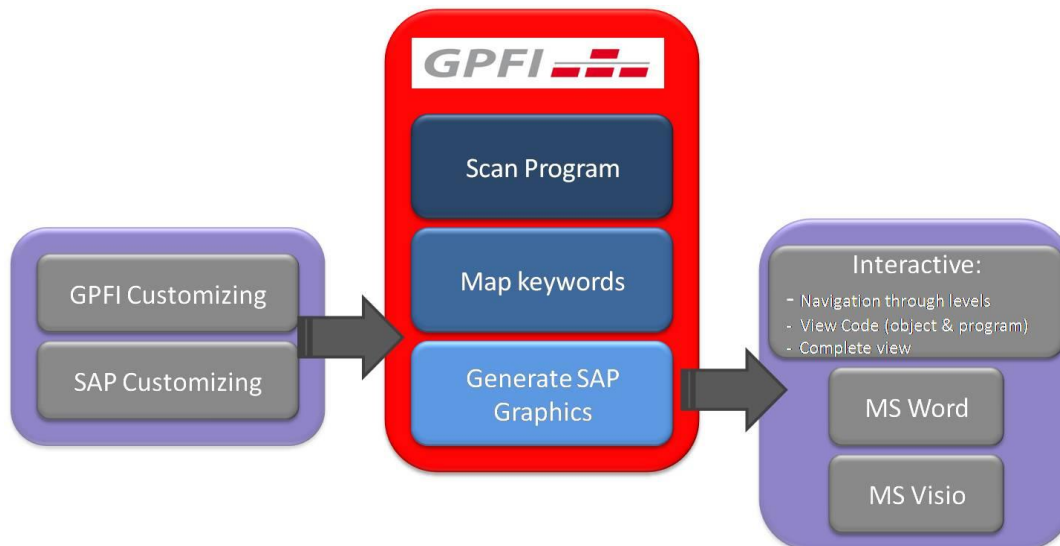 GPFI
Scan Program
Map keywords
Generate SAP
Graphics
GPFI Customizing
SAP Customizing
Interactive:
- Navigation through levels
- View Code (object & program)
- Complete view
MS Word
MS Visio